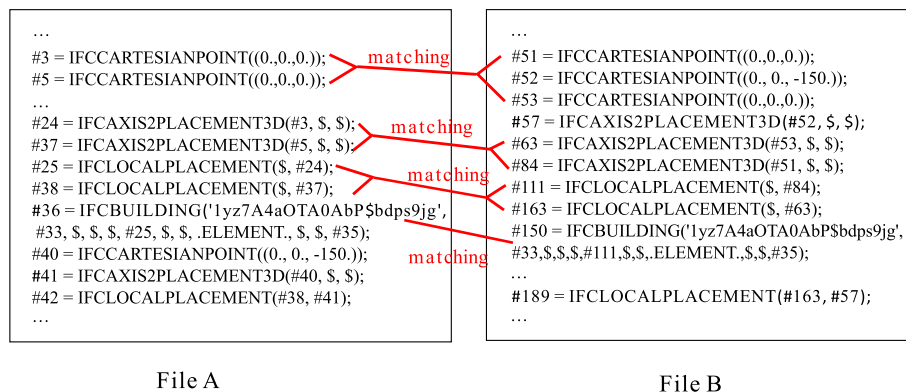 …
#3 = IFCCARTESIANPOINT((0.,0.,0.));
#5 = IFCCARTESIANPOINT((0.,0.,0.));
…
#24 = IFCAXIS2PLACEMENT3D(#3, $, $);
#37 = IFCAXIS2PLACEMENT3D(#5, $, $);
#25 = IFCLOCALPLACEMENT($, #24);
#38 = IFCLOCALPLACEMENT($, #37);
#36 = IFCBUILDING('1yz7A4aOTA0AbP$bdps9jg',
#33, $, $, $, #25, $, $, .ELEMENT., $, $, #35);
#40 = IFCCARTESIANPOINT((0., 0., -150.));
#41 = IFCAXIS2PLACEMENT3D(#40, $, $);
#42 = IFCLOCALPLACEMENT(#38, #41);
…
matching
matching
matching
matching
…
#51 = IFCCARTESIANPOINT((0.,0.,0.));
#52 = IFCCARTESIANPOINT((0., 0., -150.));
#53 = IFCCARTESIANPOINT((0.,0.,0.));
#57 = IFCAXIS2PLACEMENT3D(#52, $, $);
#63 = IFCAXIS2PLACEMENT3D(#53, $, $);
#84 = IFCAXIS2PLACEMENT3D(#51, $, $);
#111 = IFCLOCALPLACEMENT($, #84);
#163 = IFCLOCALPLACEMENT($, #63);
#150 = IFCBUILDING('1yz7A4aOTA0AbP$bdps9jg',
#33,$,$,$,#111,$,$,.ELEMENT.,$,$,#35);
…
#189 = IFCLOCALPLACEMENT(#163, #57);
…
File A
File B